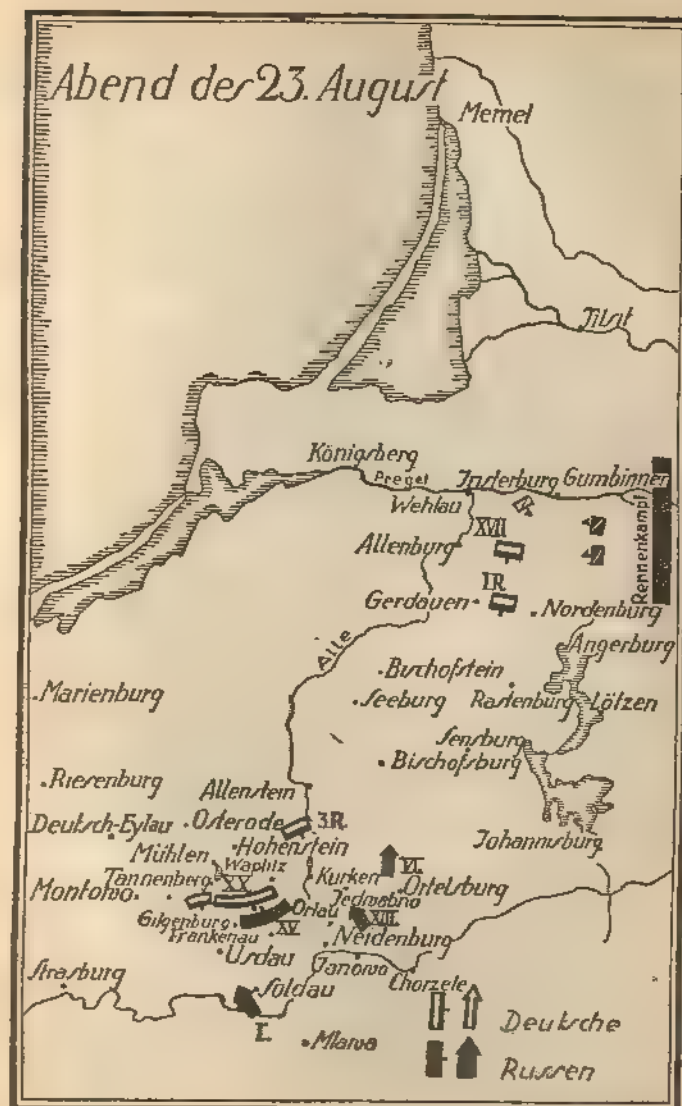 Abend des 23. August
Memel
Tilsit
Königsberg
Pregel
Insterburg
Gumbinnen
Wehlau
XVII
Allenburg
Rennenkampf
I.R.
Gerdauen
Nordenburg
Angerburg
Alle
Bischofstein
Marienburg
Seeburg
Rastenburg
Lötzen
Sensburg
Bischofsburg
Riesenburg
Allenstein
Deutsch-Eylau
Osterode
3.R.
Johannisburg
Hohenstein
Mühlen
Waplitz
Kurken
VI.
Tannenberg
XX
Jedwabno
Ortelsburg
Montowo
Orlau
XIII
Gilgenburg
XV
Frankenau
Neidenburg
Usdau
Janowo
Chorzele
Strasburg
Soldau
I.
Mlawa
Deutsche
Russen